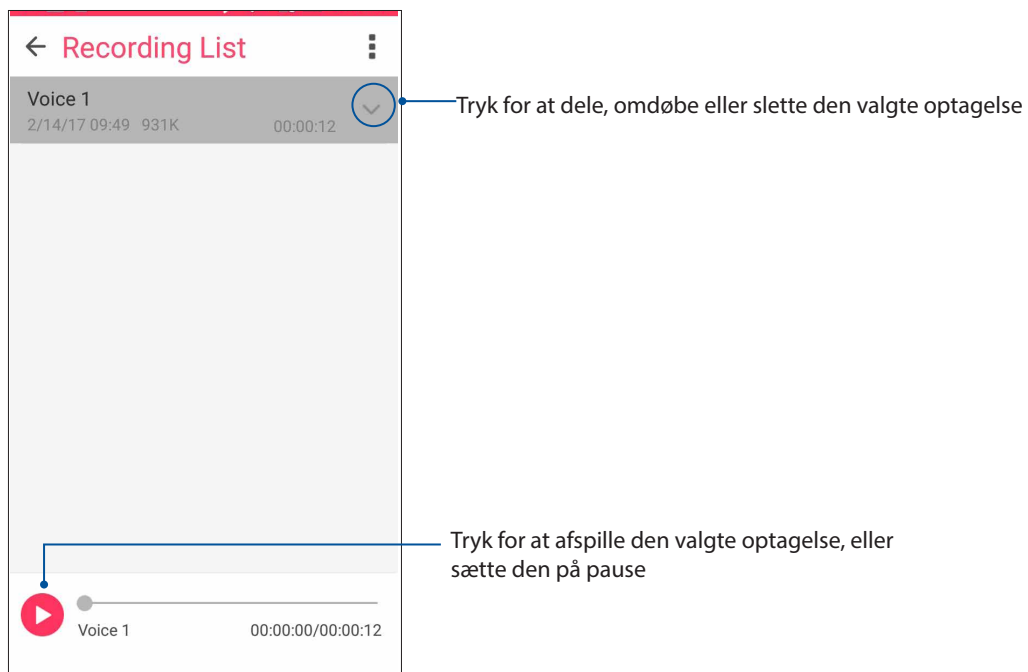 Recording List
Voice 1
2/14/17 09:49 931K 00:00:12
Tryk for at dele, omdøbe eller slette den valgte optagelse
Tryk for at afspille den valgte optagelse, eller
sætte den på pause
Voice 1 00:00:00/00:00:12